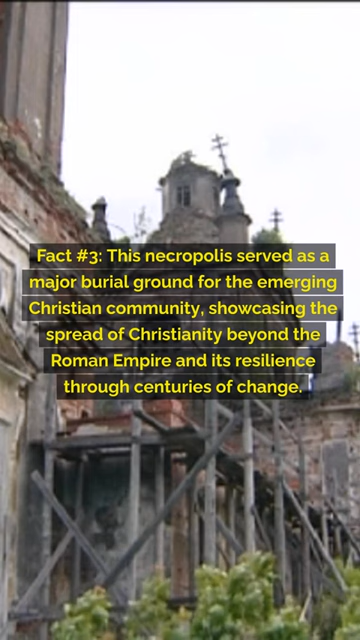 Fact #3: This necropolis served as a
major burial ground for the emerging
Christian community, showcasing the
spread of Christianity beyond the
Roman Empire and its resilience
through centuries of change.